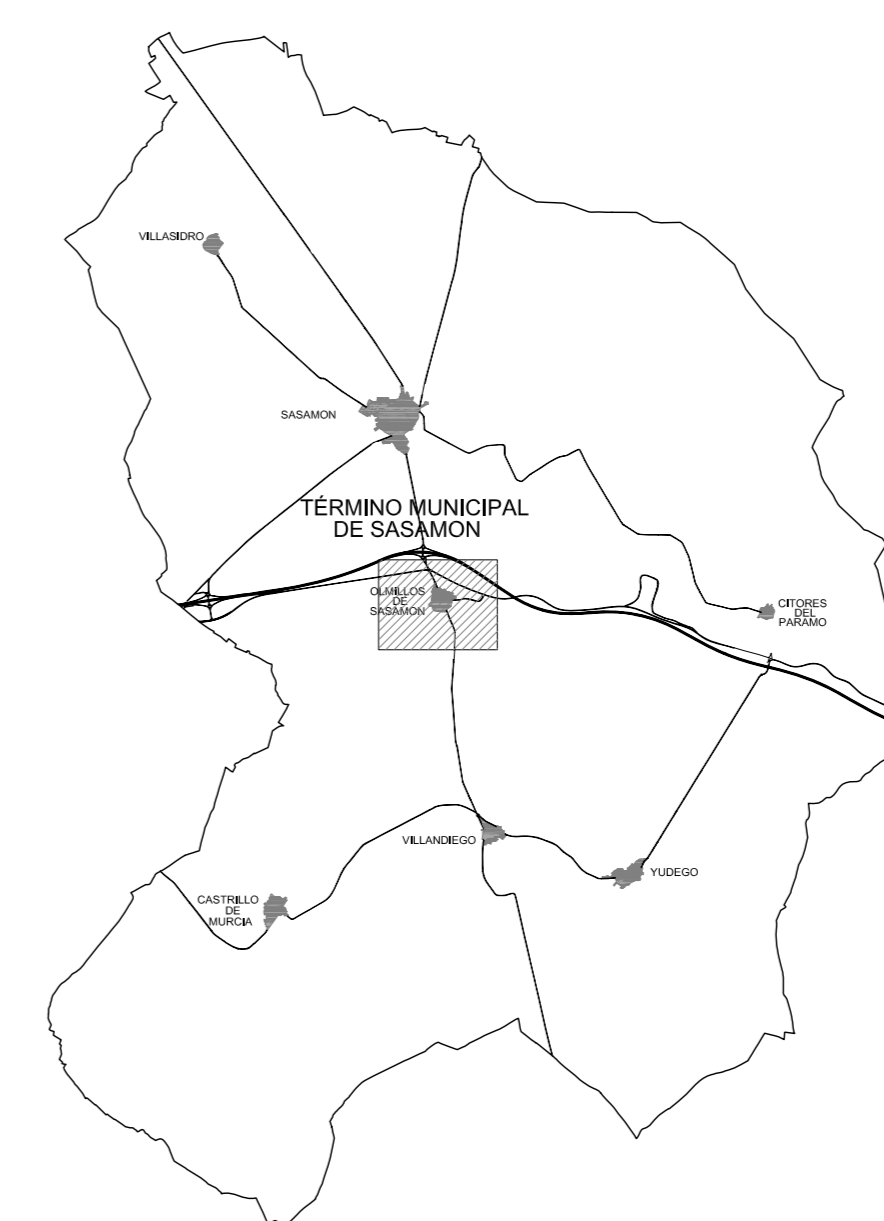 VILLASIDRO
SASAMON
TÉRMINO MUNICIPAL
DE SASAMON
OLMILLOS
DE
SASAMON
CITORES
DEL
PARAMO
VILLANDIEGO
YUDEGO
CASTRILLO
DE
MURCIA